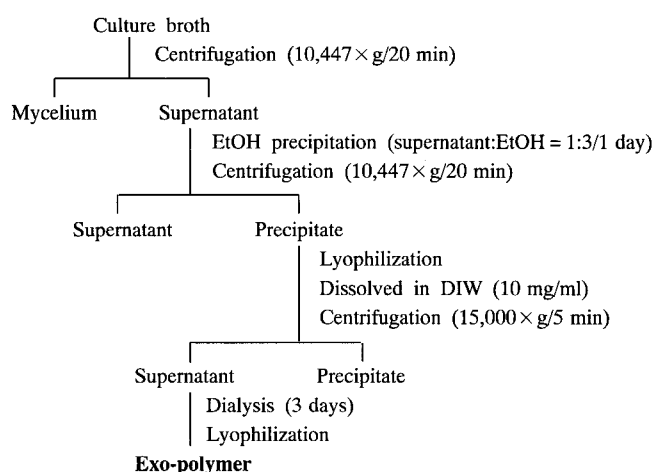 Culture broth
Centrifugation (10,447 × g/20 min)
Mycelium Supernatant
EtOH precipitation (supernatant:EtOH = 1:3/1 day)
Centrifugation (10,447 × g/20 min)
Supernatant Precipitate
Lyophilization
Dissolved in DIW (10 mg/ml)
Centrifugation (15,000 × g/5 min)
Supernatant Precipitate
Dialysis (3 days)
Lyophilization
Exo-polymer